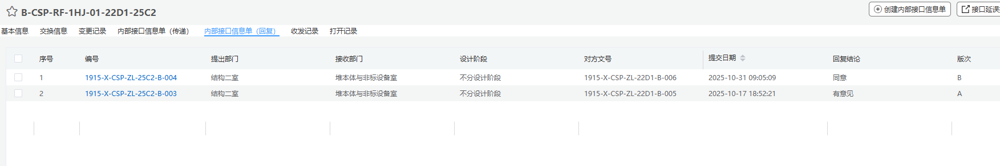 B-CSP-RF-1HJ-01-22D1-25C2 创建内部接口信息单 接口延误
基本信息 交换信息 变更记录 内部接口信息单（传递） 内部接口信息单（回复） 收发记录 打开记录
序号 编号 提出部门 接收部门 设计阶段 对方文号 提交日期 回复结论 版次
1 1915-X-CSP-ZL-25C2-B-004 结构二室 堆本体与非标设备室 不分设计阶段 1915-X-CSP-ZL-22D1-B-006 2025-10-31 09:05:09 同意 B
2 1915-X-CSP-ZL-25C2-B-003 结构二室 堆本体与非标设备室 不分设计阶段 1915-X-CSP-ZL-22D1-B-005 2025-10-17 18:52:21 有意见 A